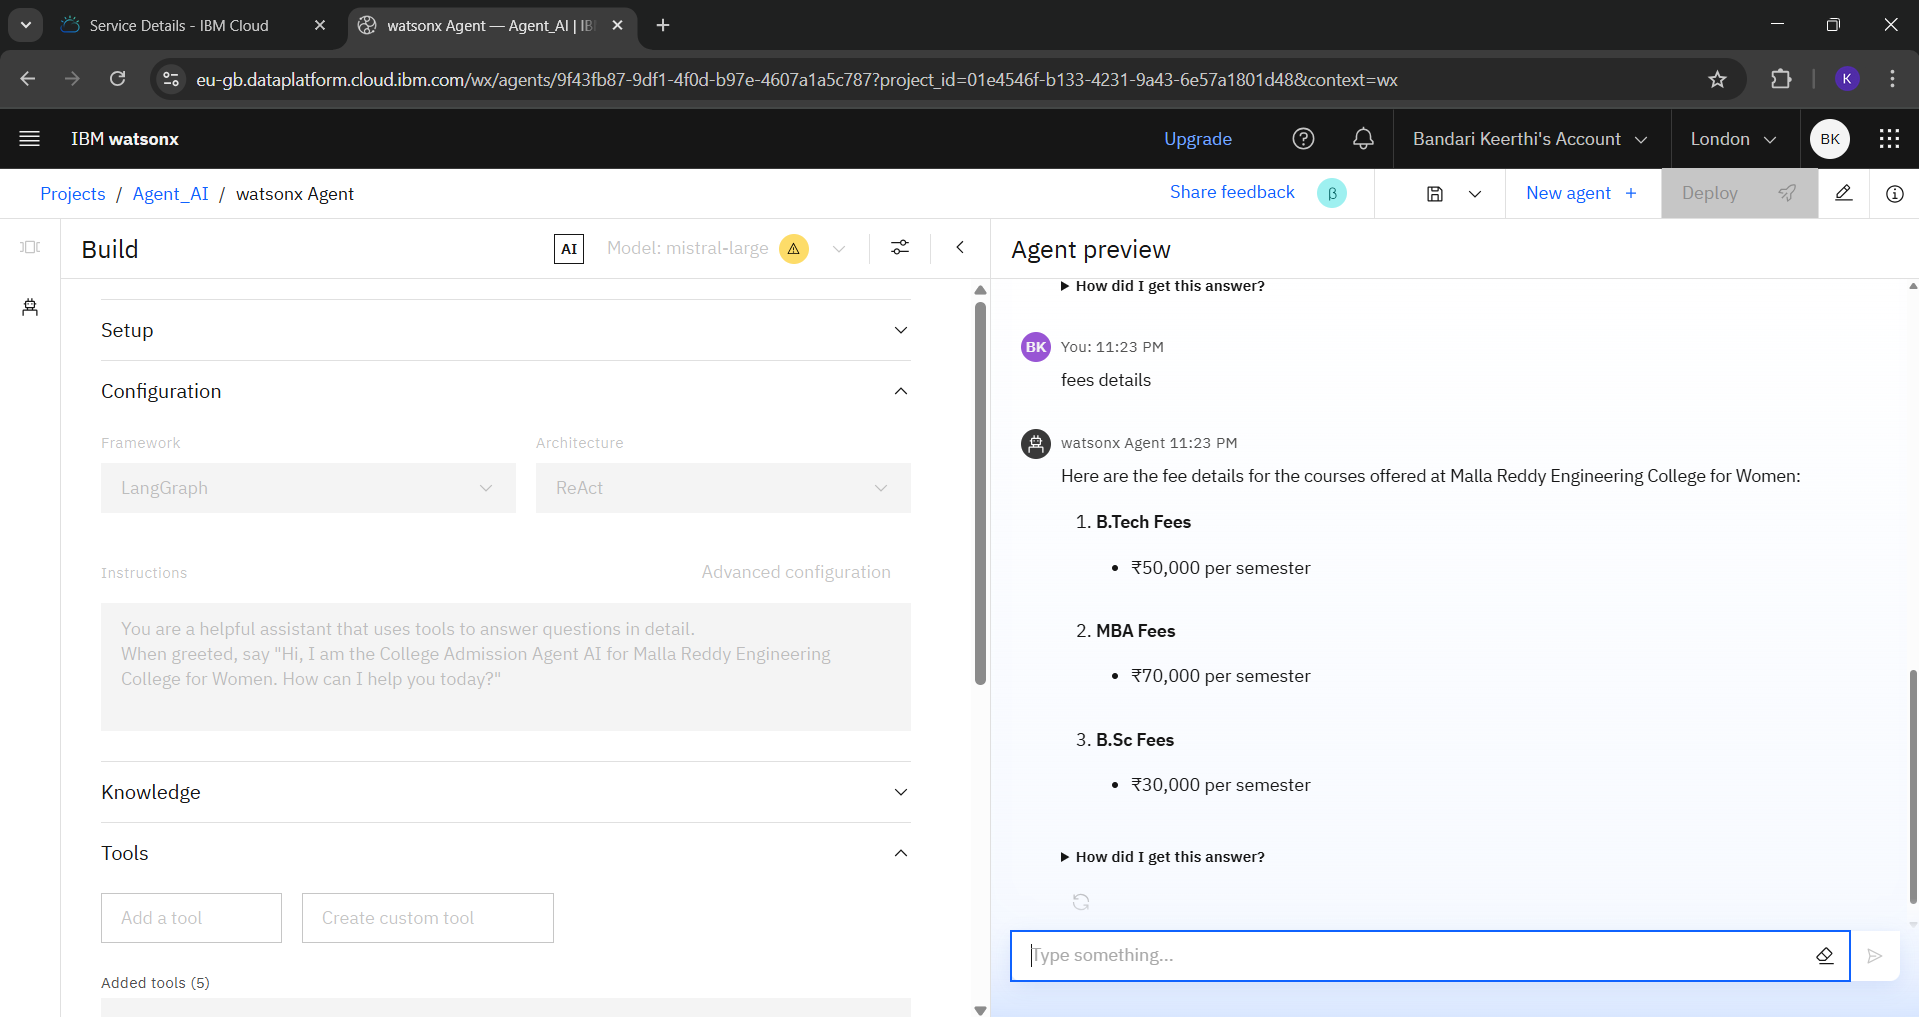 Service Details - IBM Cloud
watsonx Agent — Agent_AI | IB
eu-gb.dataplatform.cloud.ibm.com/wx/agents/9f43fb87-9df1-4f0d-b97e-4607a1a5c787?project_id=01e4546f-b133-4231-9a43-6e57a1801d48&context=wx
K
IBM watsonx
Upgrade
Bandari Keerthi's Account
London
BK
Projects / Agent_AI / watsonx Agent
Share feedback
β
New agent +
Deploy
Build
AI
Model: mistral-large
Setup
Configuration
Framework
Architecture
LangGraph
ReAct
Instructions
Advanced configuration
You are a helpful assistant that uses tools to answer questions in detail.
When greeted, say "Hi, I am the College Admission Agent AI for Malla Reddy Engineering
College for Women. How can I help you today?"
Knowledge
Tools
Add a tool
Create custom tool
Added tools (5)
Agent preview
How did I get this answer?
BK
You: 11:23 PM
fees details
watsonx Agent 11:23 PM
Here are the fee details for the courses offered at Malla Reddy Engineering College for Women:
1. B.Tech Fees
• ₹50,000 per semester
2. MBA Fees
• ₹70,000 per semester
3. B.Sc Fees
• ₹30,000 per semester
How did I get this answer?
Type something...